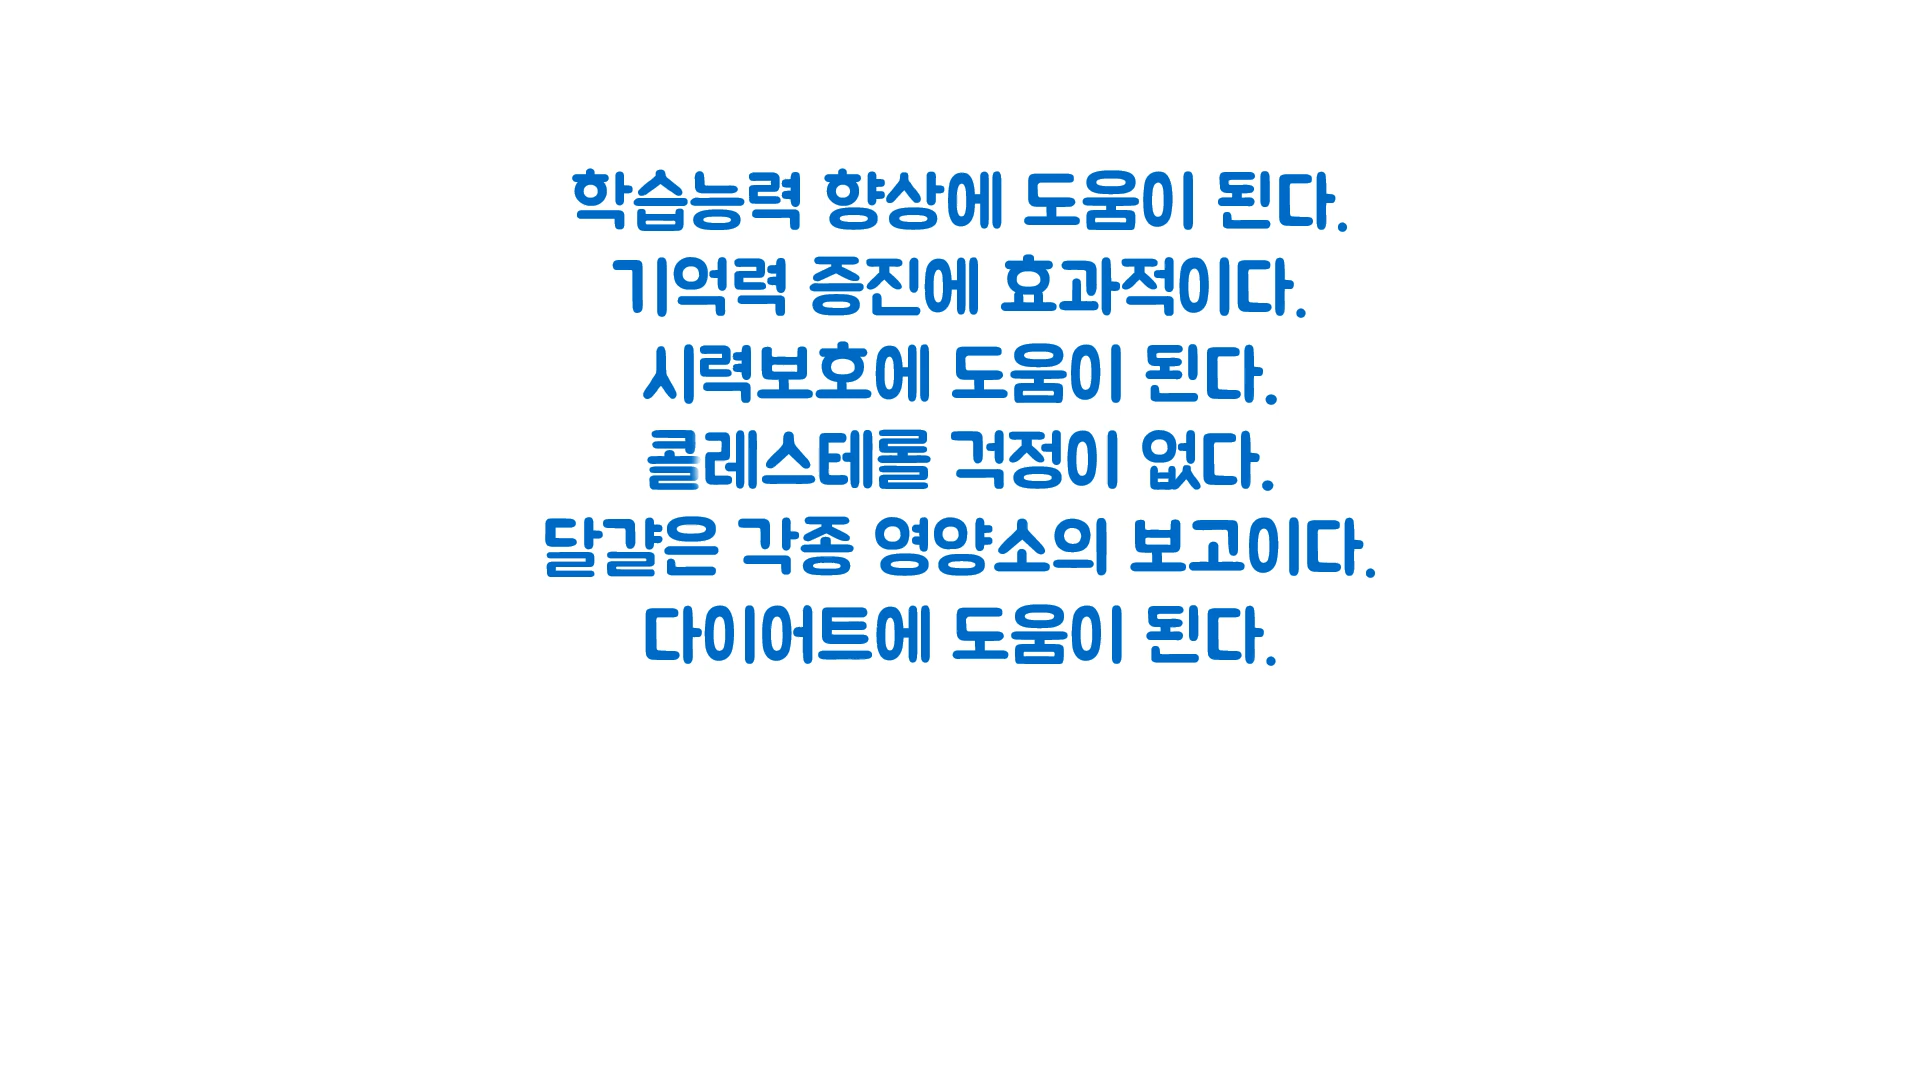 학습능력 향상에 도움이 된다.
기억력 증진에 효과적이다.
시력보호에 도움이 된다.
콜레스테롤 걱정이 없다.
달걀은 각종 영양소의 보고이다.
다이어트에 도움이 된다.